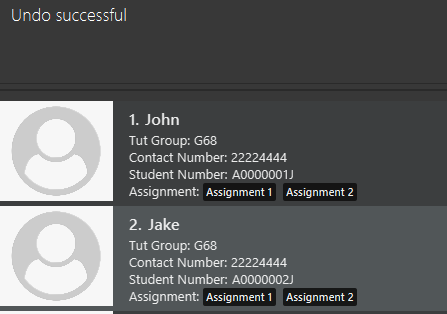 Undo successful
1. John
Tut Group: G68
Contact Number: 22224444
Student Number: A0000001J
Assignment: Assignment 1 Assignment 2
2. Jake
Tut Group: G68
Contact Number: 22224444
Student Number: A0000002J
Assignment: Assignment 1 Assignment 2